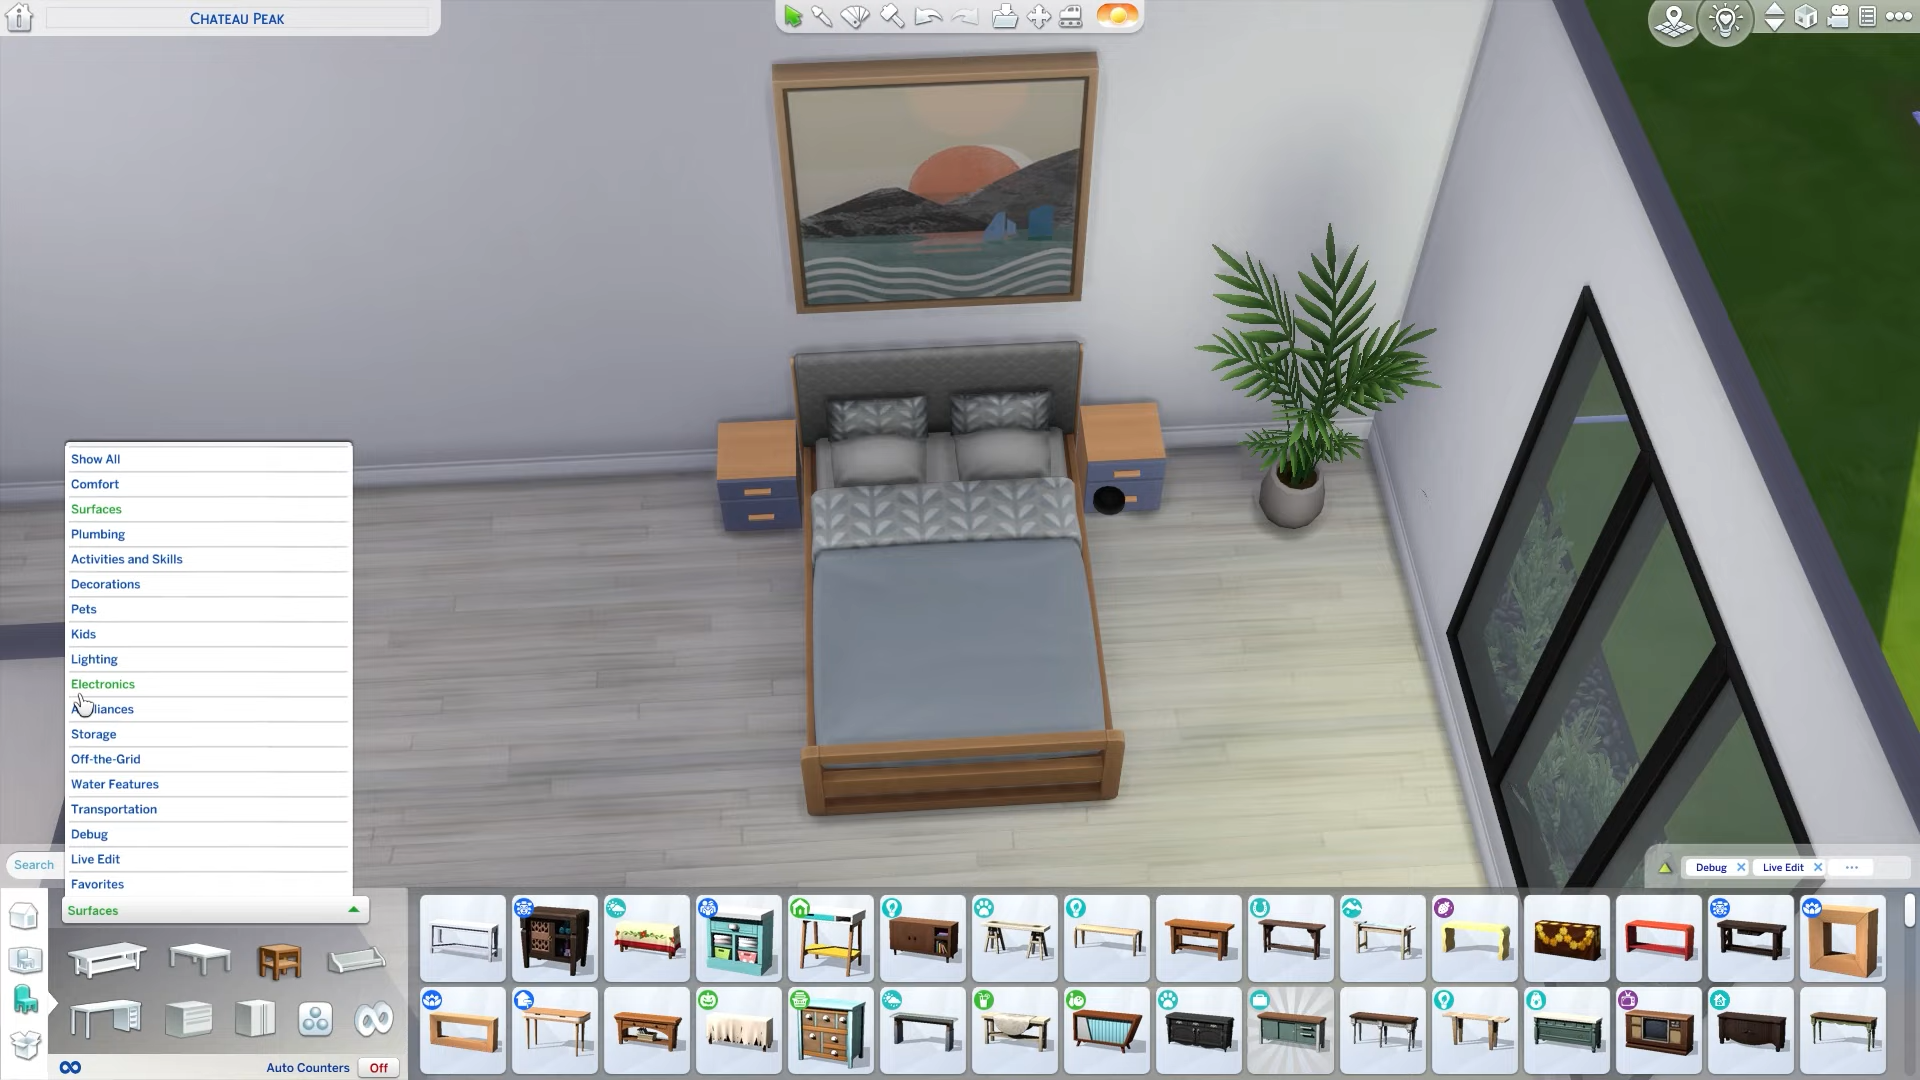 CHATEAU PEAK
Show All
Comfort
Surfaces
Plumbing
Activities and Skills
Decorations
Pets
Kids
Lighting
Electronics
Appliances
Storage
Off-the-Grid
Water Features
Transportation
Debug
Live Edit
Favorites
Search
Debug
Live Edit
...
Surfaces
Auto Counters
Off